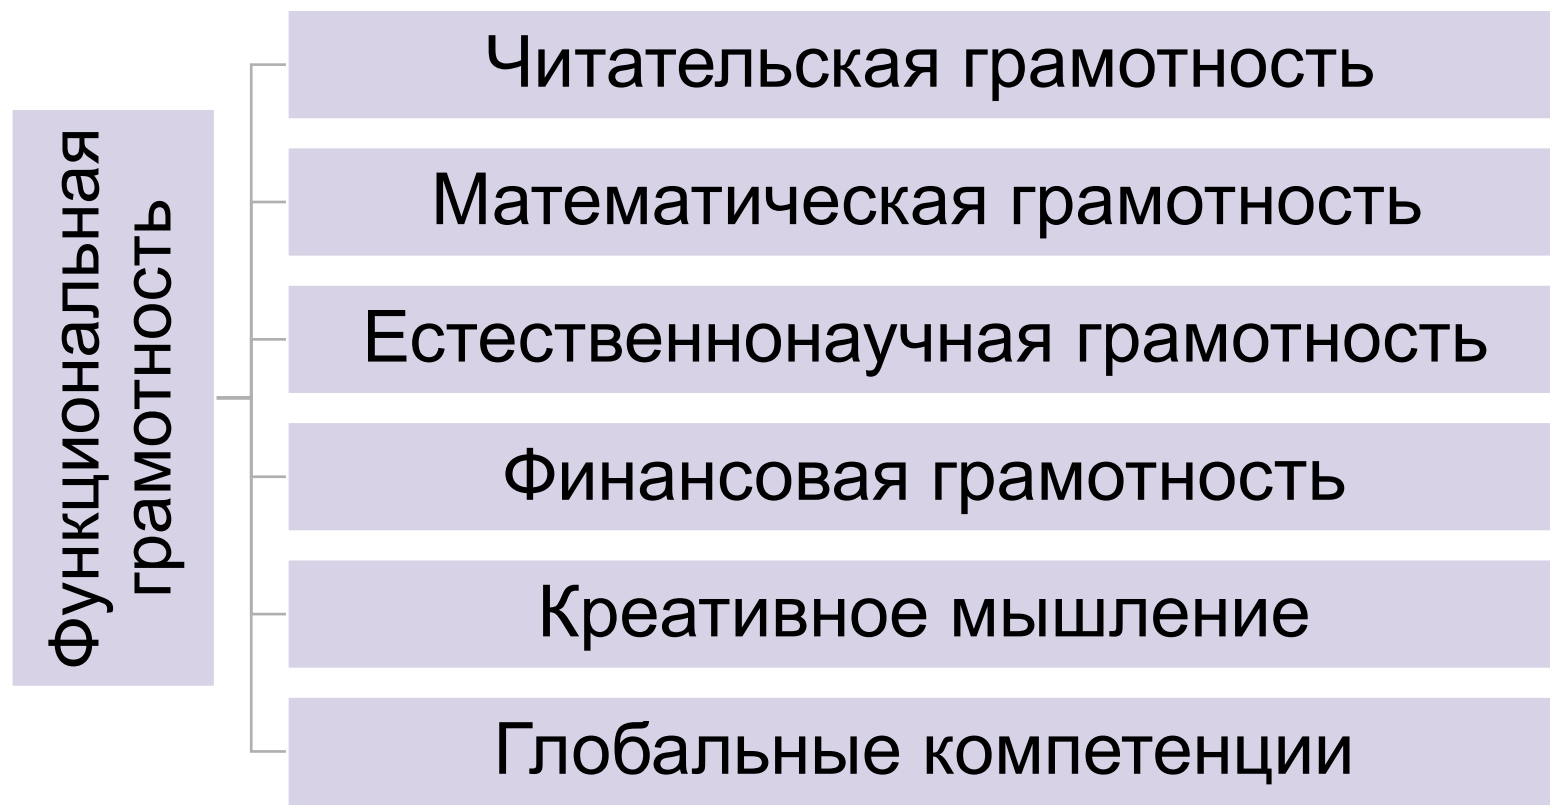 Функциональная
грамотность
Читательская грамотность
Математическая грамотность
Естественнонаучная грамотность
Финансовая грамотность
Креативное мышление
Глобальные компетенции